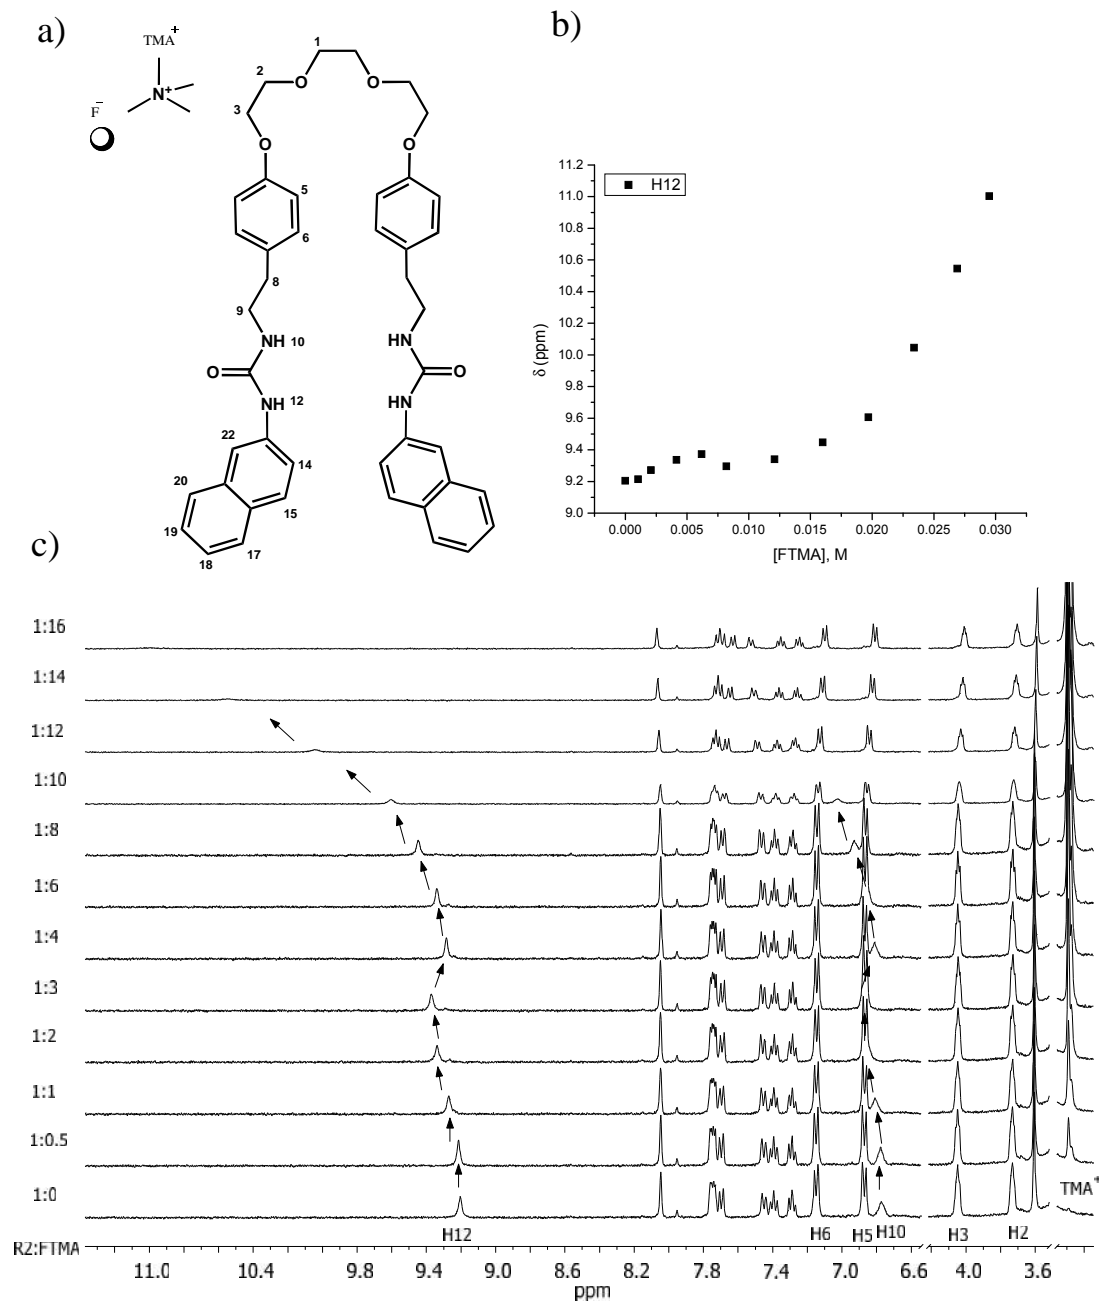 a)
TMA+
N+
F-
1
2
O
O
3
O
O
5
6
8
9
NH 10
HN
O
O
NH 12
HN
22
14
20
15
19
17
18
b)
H12
11.2
11.0
10.8
10.6
10.4
10.2
10.0
9.8
9.6
9.4
9.2
9.0
δ (ppm)
0.000 0.005 0.010 0.015 0.020 0.025 0.030
[FTMA], M
c)
1:16
1:14
1:12
1:10
1:8
1:6
1:4
1:3
1:2
1:1
1:0.5
1:0
TMA+
H12 H6 H5 H10 H3 H2
R2:FTMA
11.0 10.4 9.8 9.4 9.0 8.6 8.2 7.8 7.4 7.0 6.6 4.0 3.6
ppm